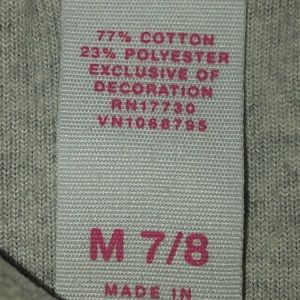 77% COTTON
23% POLYESTER
EXCLUSIVE OF
DECORATION
RN17730
VN1068795
M 7/8
MADE IN